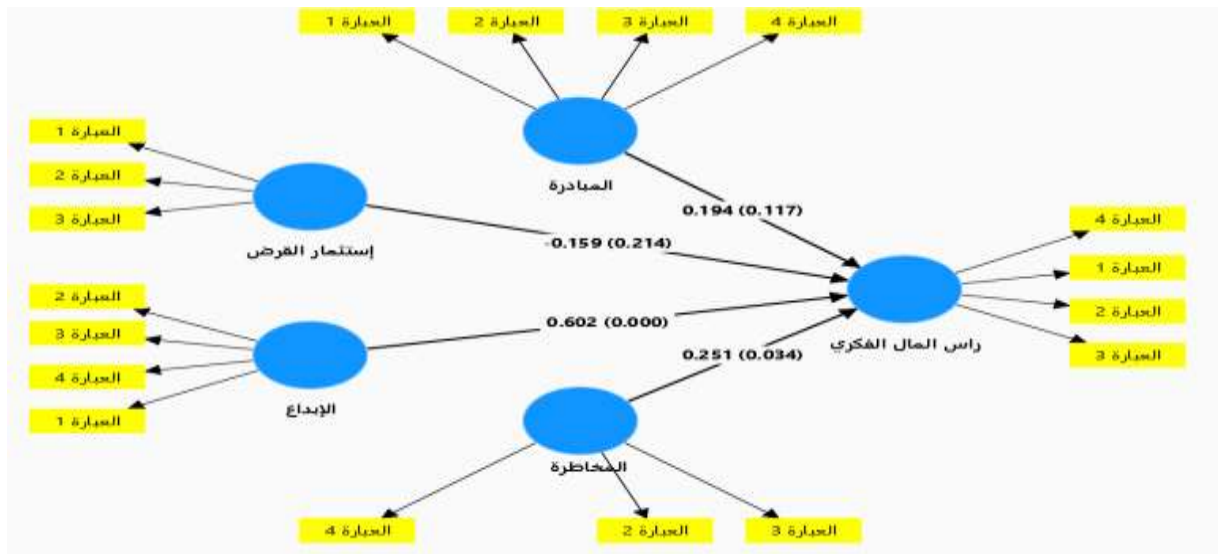 العبارة 1
العبارة 2
العبارة 3
العبارة 4
المبادرة
العبارة 1
العبارة 2
العبارة 3
إستثمار القرض
0.194 (0.117)
-0.159 (0.214)
العبارة 4
العبارة 1
العبارة 2
العبارة 3
راس المال الفكري
العبارة 2
العبارة 3
العبارة 4
العبارة 1
الإبداع
0.602 (0.000)
0.251 (0.034)
المخاطرة
العبارة 4
العبارة 2
العبارة 3